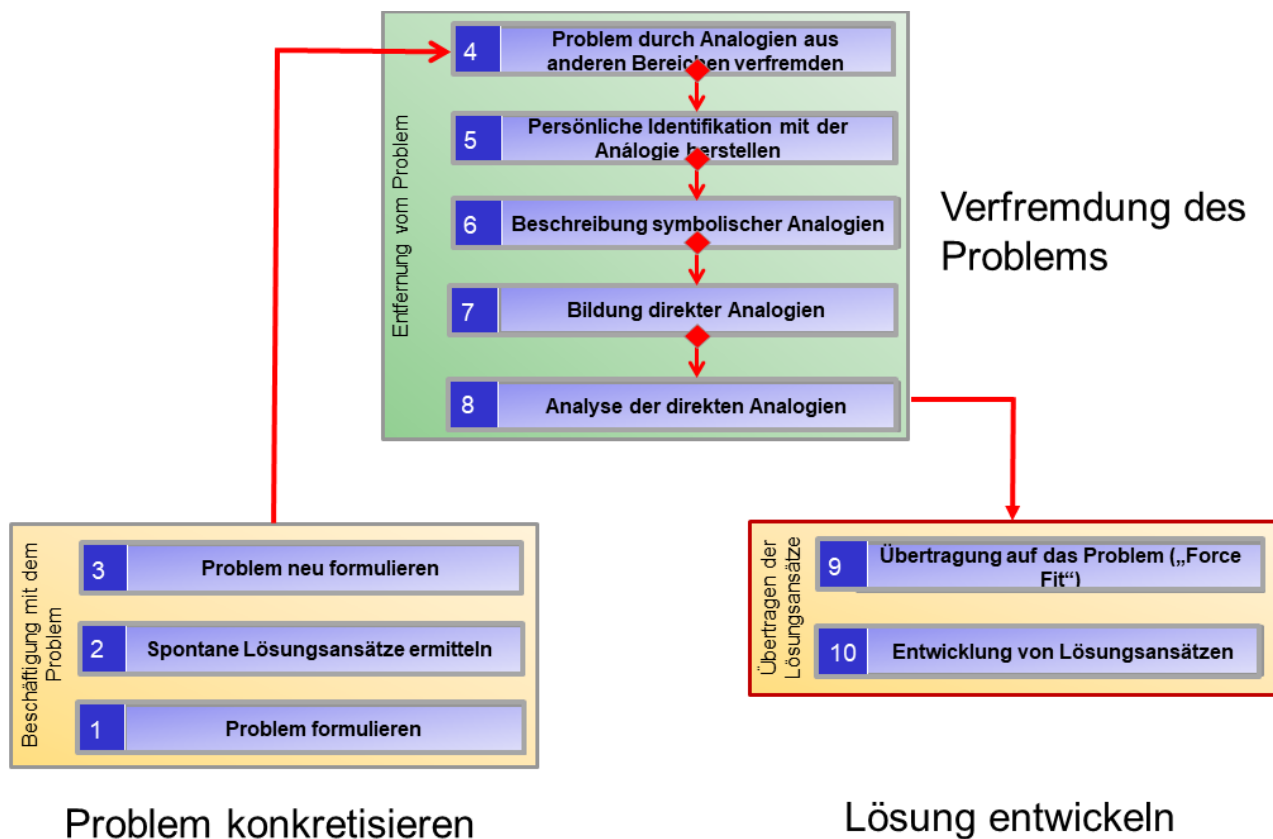 4
Problem durch Analogien aus
anderen Bereichen verfremden
5
Persönliche Identifikation mit der
Analogie herstellen
6
Beschreibung symbolischer Analogien
7
Bildung direkter Analogien
8
Analyse der direkten Analogien
Entfernung vom Problem
Verfremdung des
Problems
3
Problem neu formulieren
2
Spontane Lösungsansätze ermitteln
1
Problem formulieren
Beschäftigung mit dem
Problem
Problem konkretisieren
9
Übertragung auf das Problem („Force
Fit“)
10
Entwicklung von Lösungsansätzen
Übertragen der
Lösungsansätze
Lösung entwickeln